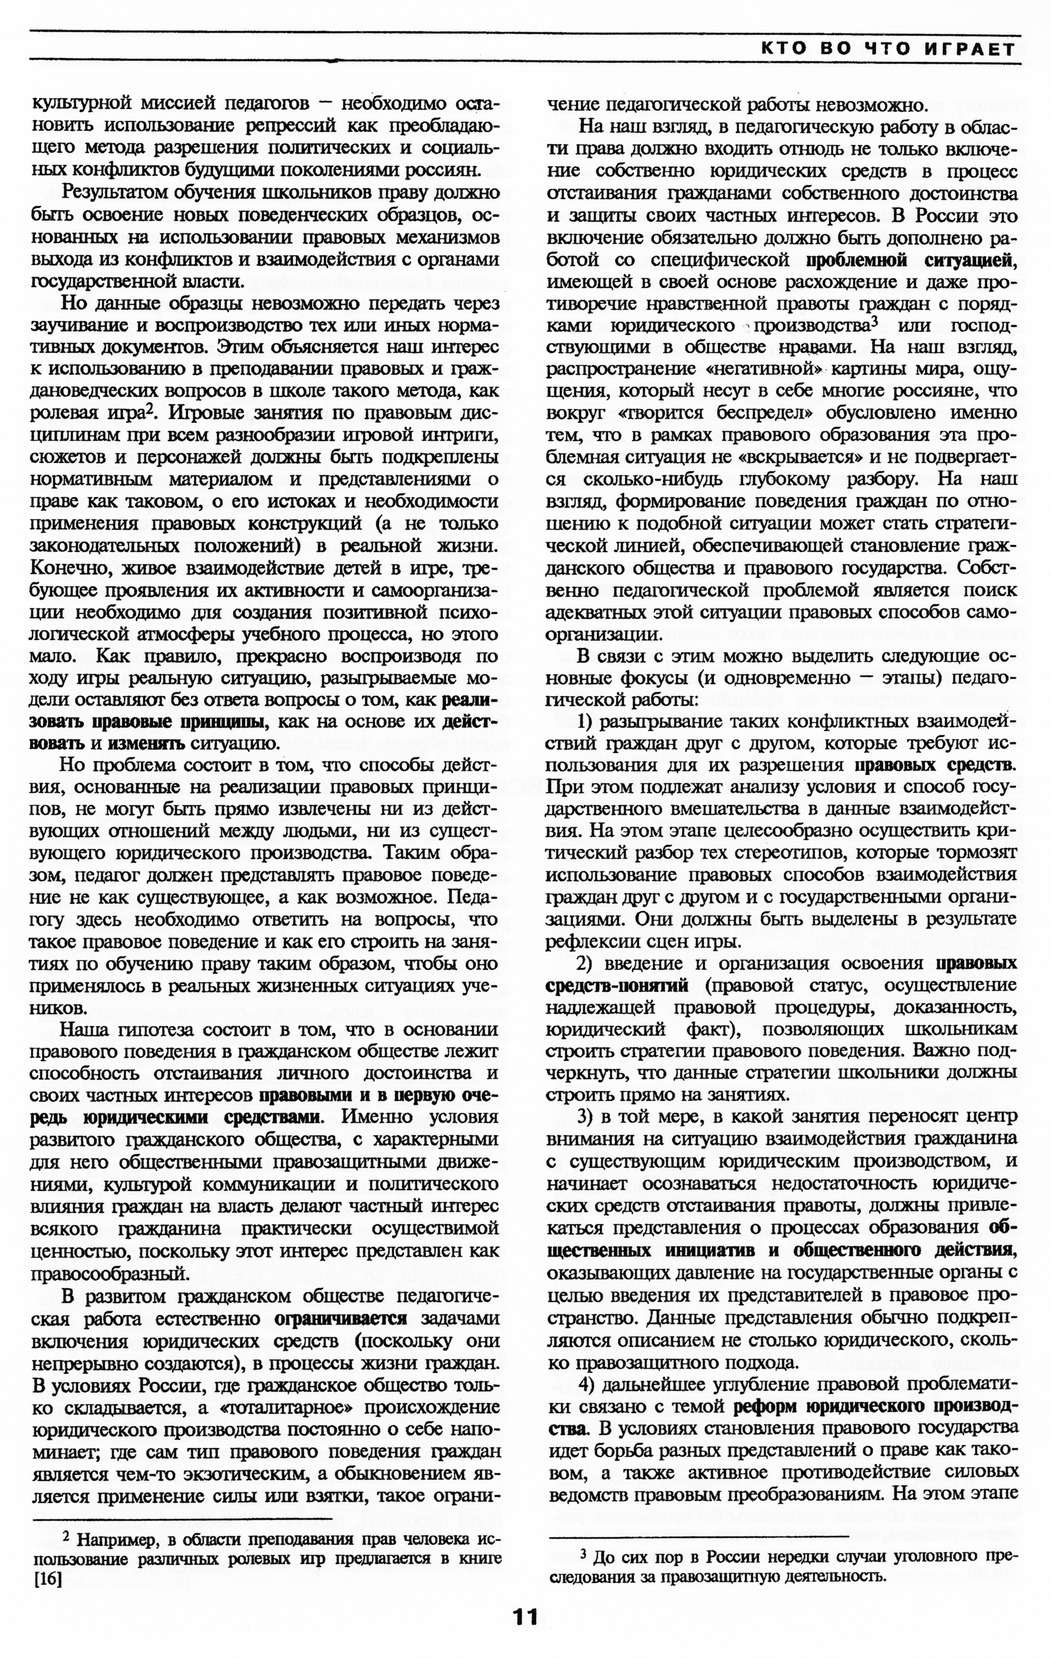 КТО ВО ЧТО ИГРАЕТ
культурной миссией педагогов — необходимо оста-
новить использование репрессий как преобладаю-
щего метода разрешения политических и социаль-
ных конфликтов будущими поколениями россиян.
Результатом обучения школьников праву должно
быть освоение новых поведенческих образцов, ос-
нованных на использовании правовых механизмов
выхода из конфликтов и взаимодействия с органами
государственной власти.
Но данные образцы невозможно передать через
заучивание и воспроизводство тех или иных норма-
тивных документов. Этим объясняется наш интерес
к использованию в преподавании правовых и граж-
дановедческих вопросов в школе такого метода, как
ролевая игра2. Игровые занятия по правовым дис-
циплинам при всем разнообразии игровой интриги,
сюжетов и персонажей должны быть подкреплены
нормативным материалом и представлениями о
праве как таковом, о его истоках и необходимости
применения правовых конструкций (а не только
законодательных положений) в реальной жизни.
Конечно, живое взаимодействие детей в игре, тре-
бующее проявления их активности и самоорганиза-
ции необходимо для создания позитивной психо-
логической атмосферы учебного процесса, но этого
мало. Как правило, прекрасно воспроизводя по
ходу игры реальную ситуацию, разыгрываемые мо-
дели оставляют без ответа вопросы о том, как реали-
зовать правовые принципы, как на основе их дейст-
вовать и изменять ситуацию.
Но проблема состоит в том, что способы дейст-
вия, основанные на реализации правовых принци-
пов, не могут быть прямо извлечены ни из дейст-
вующих отношений между людьми, ни из сущест-
вующего юридического производства. Таким обра-
зом, педагог должен представлять правовое поведе-
ние не как существующее, а как возможное. Педа-
гогу здесь необходимо ответить на вопросы, что
такое правовое поведение и как его строить на заня-
тиях по обучению праву таким образом, чтобы оно
применялось в реальных жизненных ситуациях уче-
ников.
Наша гипотеза состоит в том, что в основании
правового поведения в гражданском обществе лежит
способность отстаивания личного достоинства и
своих частных интересов правовыми и в первую оче-
редь юридическими средствами. Именно условия
развитого гражданского общества, с характерными
для него общественными правозащитными движе-
ниями, культурой коммуникации и политического
влияния граждан на власть делают частный интерес
всякого гражданина практически осуществимой
ценностью, поскольку этот интерес представлен как
правосообразный.
В развитом гражданском обществе педагогиче-
ская работа естественно ограничивается задачами
включения юридических средств (поскольку они
непрерывно создаются), в процессы жизни граждан.
В условиях России, где гражданское общество толь-
ко складывается, а «тоталитарное» происхождение
юридического производства постоянно о себе напо-
минает; где сам тип правового поведения граждан
является чем-то экзотическим, а обыкновением яв-
ляется применение силы или взятки, такое ограни-
2 Например, в области преподавания прав человека ис-
пользование различных ролевых игр предлагается в книге
[16]
чение педагогической работы невозможно.
На наш взгляд, в педагогическую работу в облас-
ти права должно входить отнюдь не только включе-
ние собственно юридических средств в процесс
отстаивания гражданами собственного достоинства
и защиты своих частных интересов. В России это
включение обязательно должно быть дополнено ра-
ботой со специфической проблемной ситуацией,
имеющей в своей основе расхождение и даже про-
тиворечие нравственной правоты граждан с поряд-
ками юридического производства3 или господ-
ствующими в обществе нравами. На наш взгляд,
распространение «негативной» картины мира, ощу-
щения, который несут в себе многие россияне, что
вокруг «творится беспредел» обусловлено именно
тем, что в рамках правового образования эта про-
блемная ситуация не «вскрывается» и не подвергает-
ся сколько-нибудь глубокому разбору. На наш
взгляд, формирование поведения граждан по отно-
шению к подобной ситуации может стать стратеги-
ческой линией, обеспечивающей становление граж-
данского общества и правового государства. Собст-
венно педагогической проблемой является поиск
адекватных этой ситуации правовых способов само-
организации.
В связи с этим можно выделить следующие ос-
новные фокусы (и одновременно — этапы) педаго-
гической работы:
1) разыгрывание таких конфликтных взаимодей-
ствий граждан друг с другом, которые требуют ис-
пользования для их разрешения правовых средств.
При этом подлежат анализу условия и способ госу-
дарственного вмешательства в данные взаимодейст-
вия. На этом этапе целесообразно осуществить кри-
тический разбор тех стереотипов, которые тормозят
использование правовых способов взаимодействия
граждан друг с другом и с государственными органи-
зациями. Они должны быть выделены в результате
рефлексии сцен игры.
2) введение и организация освоения правовых
средств-понятий (правовой статус, осуществление
надлежащей правовой процедуры, доказанность,
юридический факт), позволяющих школьникам
строить стратегии правового поведения. Важно под-
черкнуть, что данные стратегии школьники должны
строить прямо на занятиях.
3) в той мере, в какой занятия переносят центр
внимания на ситуацию взаимодействия гражданина
с существующим юридическим производством, и
начинает осознаваться недостаточность юридиче-
ских средств отстаивания правоты, должны привле-
каться представления о процессах образования об-
щественных инициатив и общественного действия,
оказывающих давление на государственные органы с
целью введения их представителей в правовое про-
странство. Данные представления обычно подкреп-
ляются описанием не столько юридического, сколь-
ко правозащитного подхода.
4) дальнейшее углубление правовой проблемати-
ки связано с темой реформ юридического производ-
ства. В условиях становления правового государства
идет борьба разных представлений о праве как тако-
вом, а также активное противодействие силовых
ведомств правовым преобразованиям. На этом этапе
3 До сих пор в России нередки случаи уголовного пре-
следования за правозащитную деятельность.
11